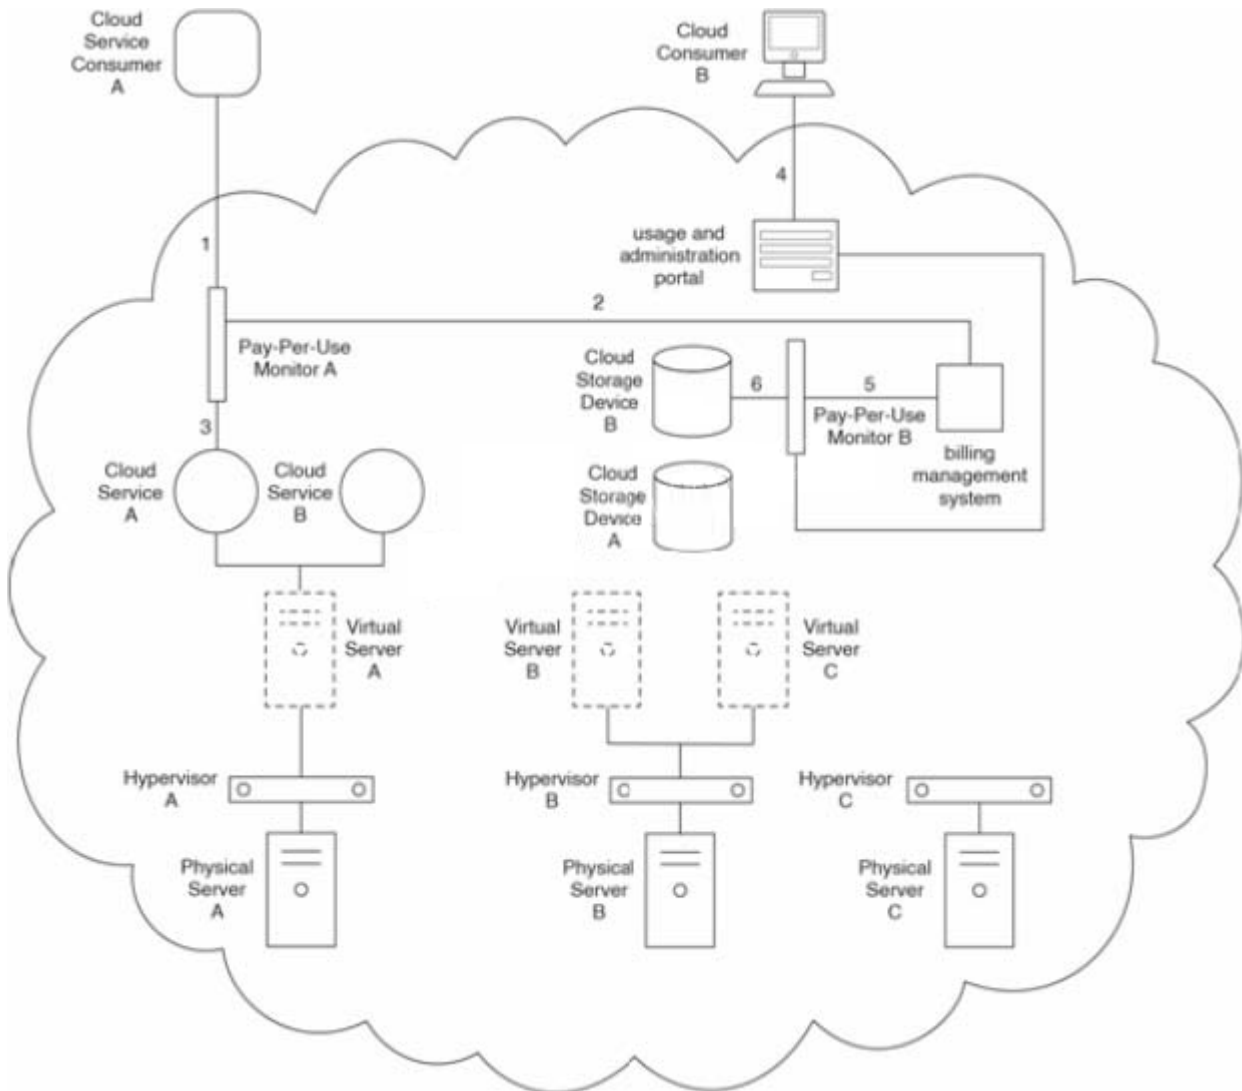 Cloud
Service
Consumer
A
Cloud
Consumer
B
4
1
usage and
administration
portal
2
Pay-Per-Use
Monitor A
Cloud
Storage
Device
B
6
5
Pay-Per-Use
Monitor B
billing
management
system
3
Cloud
Service
A
Cloud
Service
B
Cloud
Storage
Device
A
Virtual
Server
A
Virtual
Server
B
Virtual
Server
C
Hypervisor
A
Hypervisor
B
Hypervisor
C
Physical
Server
A
Physical
Server
B
Physical
Server
C